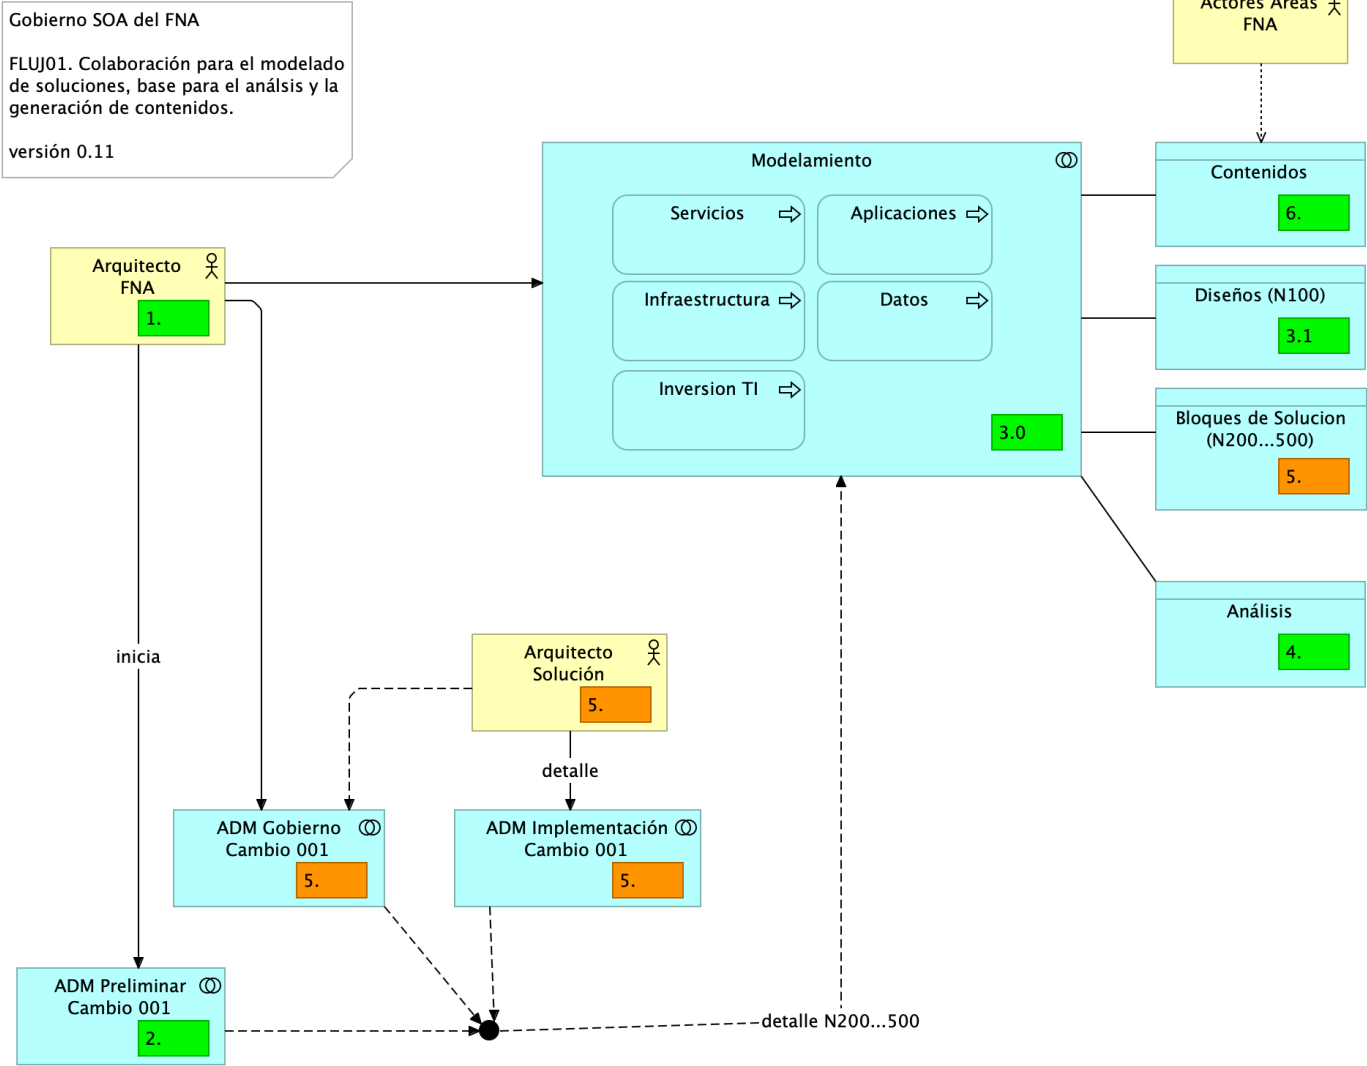 Gobierno SOA del FNA
FLUJ01. Colaboración para el modelado
de soluciones, base para el análsis y la
generación de contenidos.
versión 0.11
Actores Areas
FNA
Modelamiento
Servicios
Aplicaciones
Infraestructura
Datos
Inversion TI
3.0
Contenidos
6.
Diseños (N100)
3.1
Bloques de Solucion
(N200...500)
5.
Análisis
4.
Arquitecto
FNA
1.
inicia
Arquitecto
Solución
5.
detalle
ADM Gobierno
Cambio 001
5.
ADM Implementación
Cambio 001
5.
ADM Preliminar
Cambio 001
2.
detalle N200...500